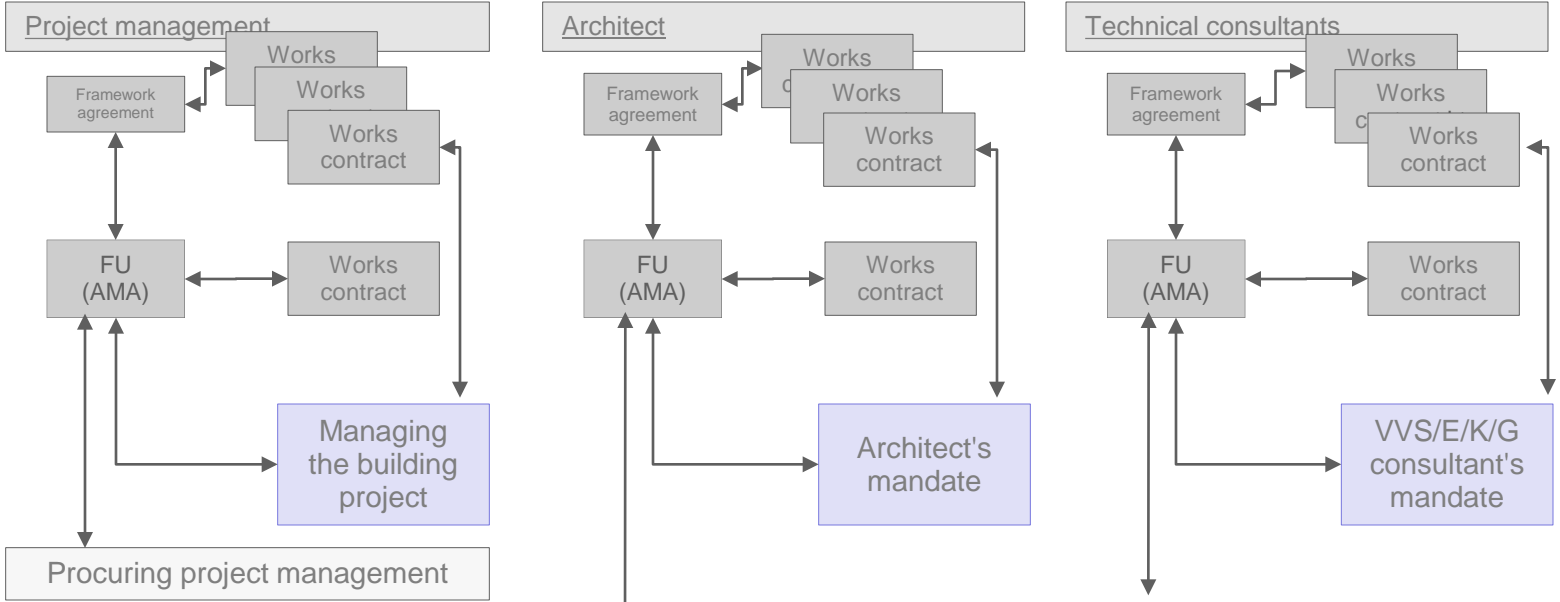 Project management
Works
Works
Works
contract
Framework
agreement
FU
(AMA)
Works
contract
Managing
the building
project
Procuring project management
Architect
Works
Works
Works
contract
Framework
agreement
FU
(AMA)
Works
contract
Architect's
mandate
Technical consultants
Works
Works
Works
contract
Framework
agreement
FU
(AMA)
Works
contract
VVS/E/K/G
consultant's
mandate